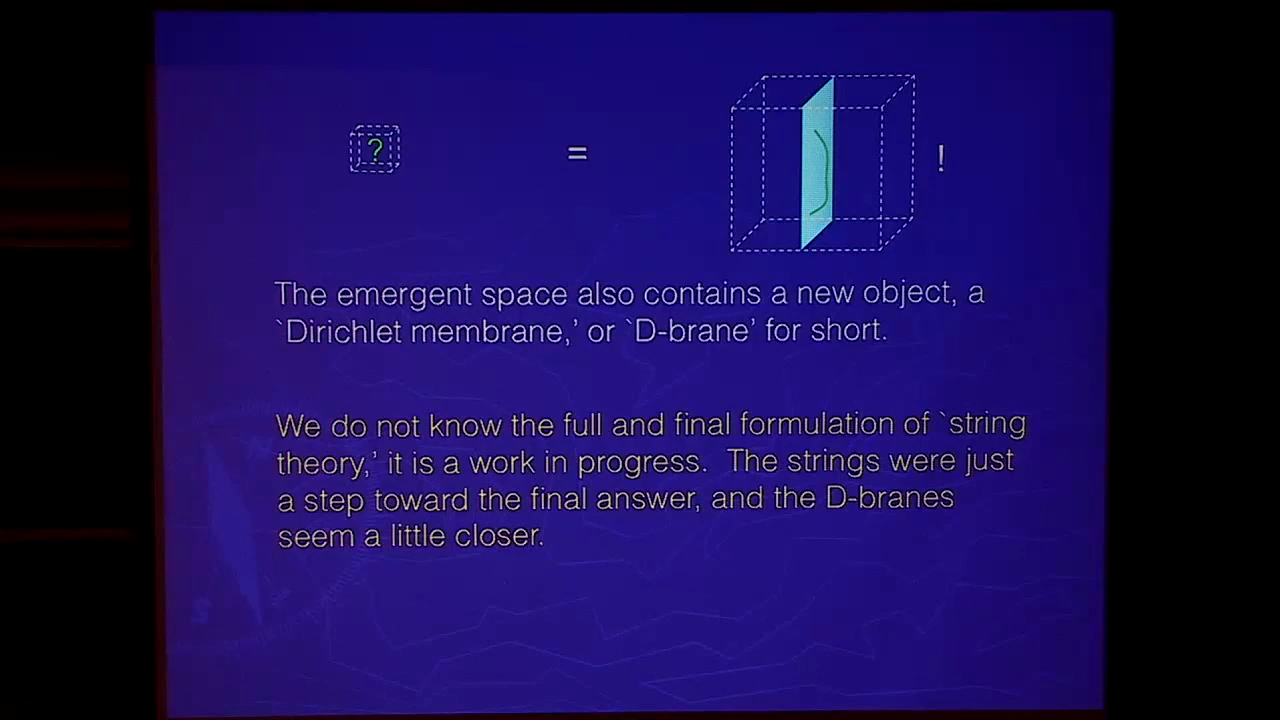 ? = !
The emergent space also contains a new object, a
`Dirichlet membrane,' or `D-brane' for short.
We do not know the full and final formulation of `string
theory,' it is a work in progress. The strings were just
a step toward the final answer, and the D-branes
seem a little closer.